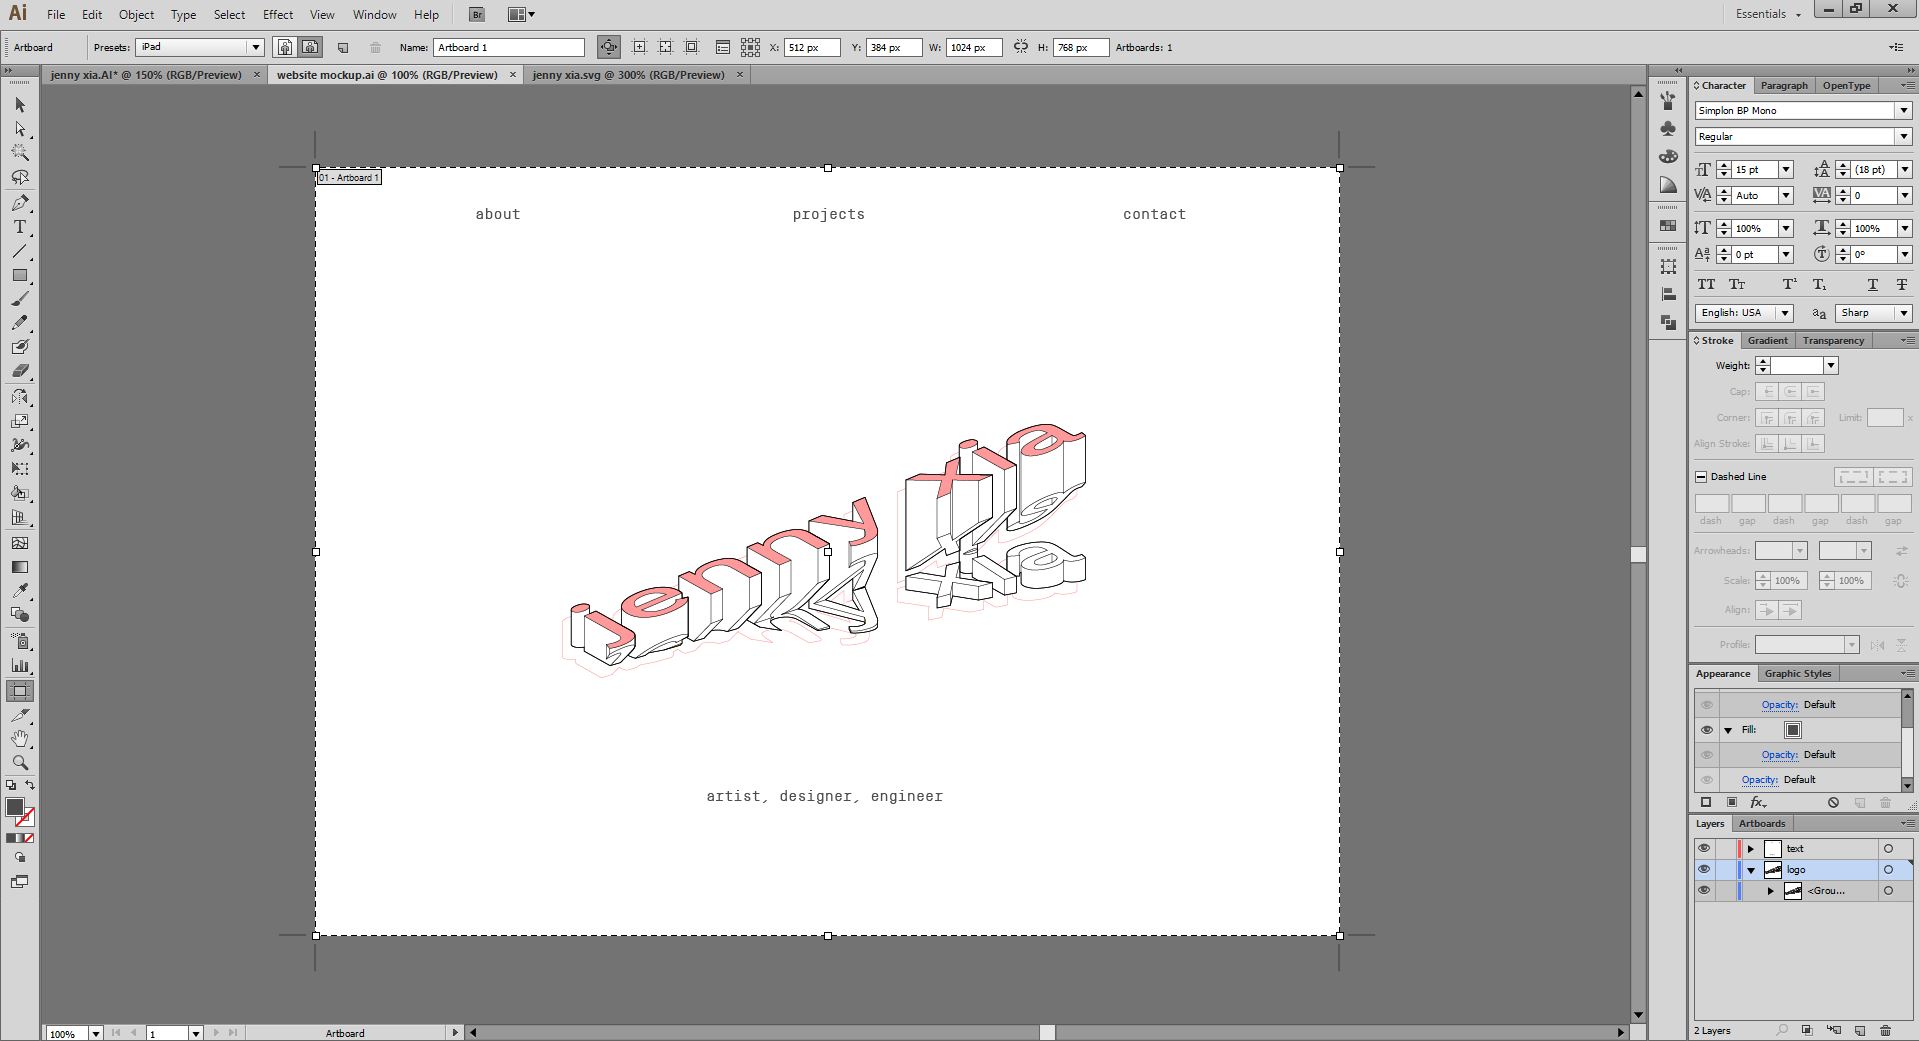 Ai File Edit Object Type Select Effect View Window Help Br Essentials
Artboard Presets: iPad Name: Artboard 1 X: 512 px Y: 384 px W: 1024 px H: 768 px Artboards: 1
jenny xia.AI* @ 150% (RGB/Preview) × website mockup.ai @ 100% (RGB/Preview) × jenny xia.svg @ 300% (RGB/Preview) ×
01 - Artboard 1
about projects contact
jenny xia
xia
artist, designer, engineer
100% 1 Artboard
Character Paragraph OpenType
Simplon BP Mono
Regular
15 pt (18 pt)
Auto 0
100% 100%
0 pt 0°
English: USA Sharp
Stroke Gradient Transparency
Weight:
Cap:
Corner: Limit: x
Align Stroke:
Dashed Line
dash gap dash gap dash gap
Arrowheads:
Scale: 100% 100%
Align:
Profile:
Appearance Graphic Styles
Opacity: Default
Fill:
Opacity: Default
Opacity: Default
fx
Layers Artboards
text
logo
<Grou...
2 Layers